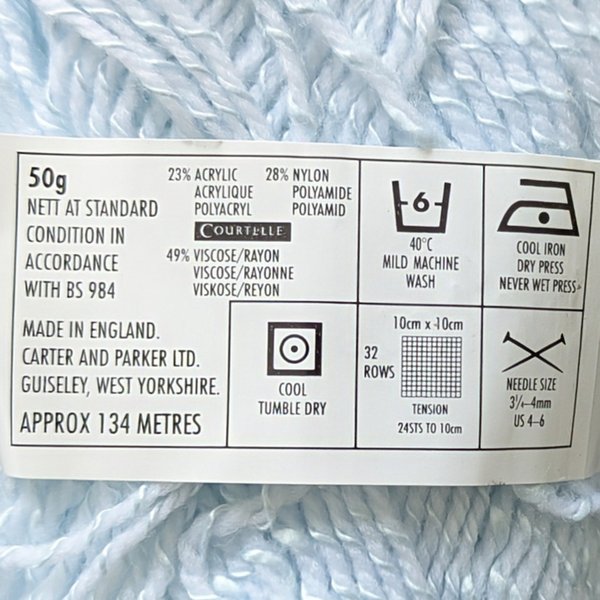 50g
NETT AT STANDARD
CONDITION IN
ACCORDANCE
WITH BS 984
23% ACRYLIC
ACRYLIQUE
POLYACRYL
28% NYLON
POLYAMIDE
POLYAMID
COURTELLE
49% VISCOSE/RAYON
VISCOSE/RAYONNE
VISKOSE/REYON
6
40°C
MILD MACHINE
WASH
COOL IRON
DRY PRESS
NEVER WET PRESS
MADE IN ENGLAND.
CARTER AND PARKER LTD.
GUISELEY, WEST YORKSHIRE.
APPROX 134 METRES
COOL
TUMBLE DRY
10cm x 10cm
32
ROWS
TENSION
24STS TO 10cm
NEEDLE SIZE
3¼–4mm
US 4–6